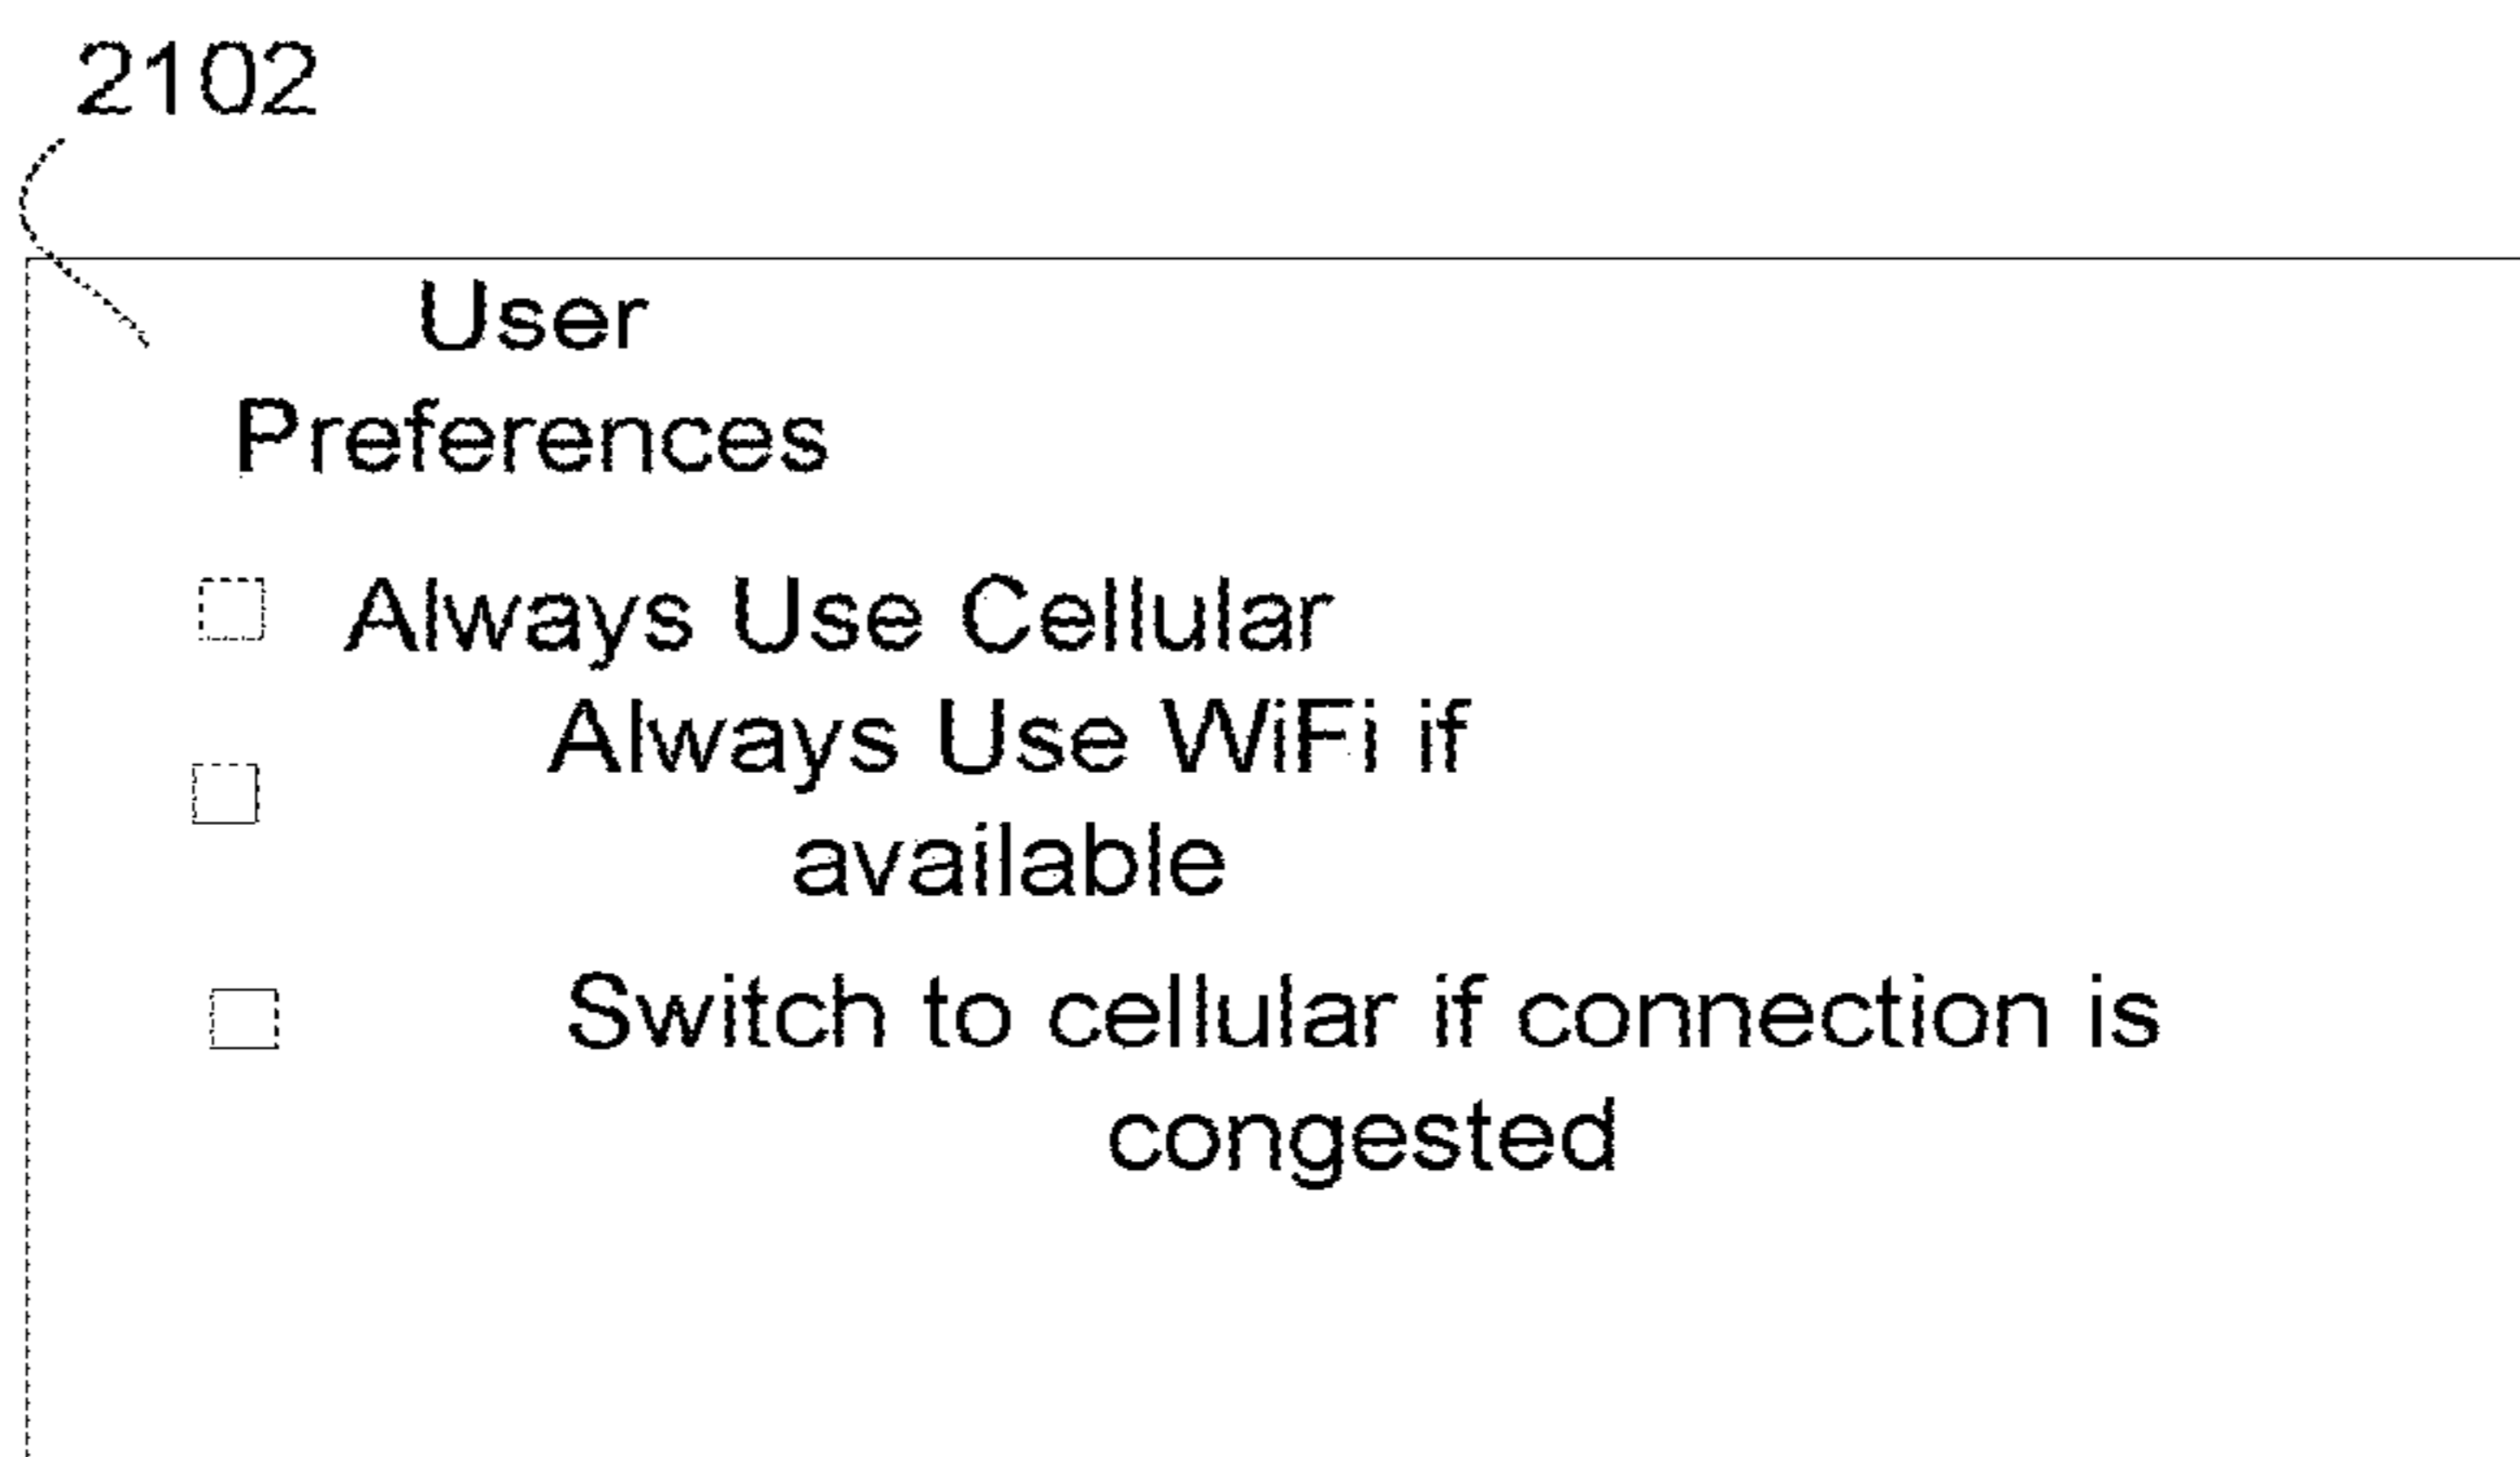 2102
User
Preferences
Always Use Cellular
Always Use WiFi if
available
Switch to cellular if connection is
congested